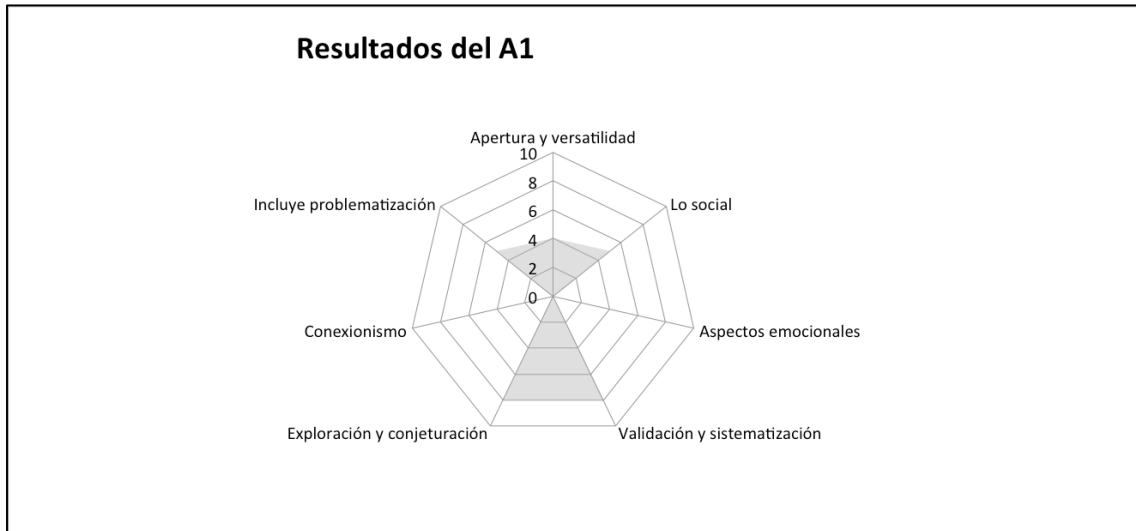 Resultados del A1
Apertura y versatilidad
10
8
6
4
2
0
Incluye problematización
Lo social
Conexionismo
Aspectos emocionales
Exploración y conjeturación
Validación y sistematización